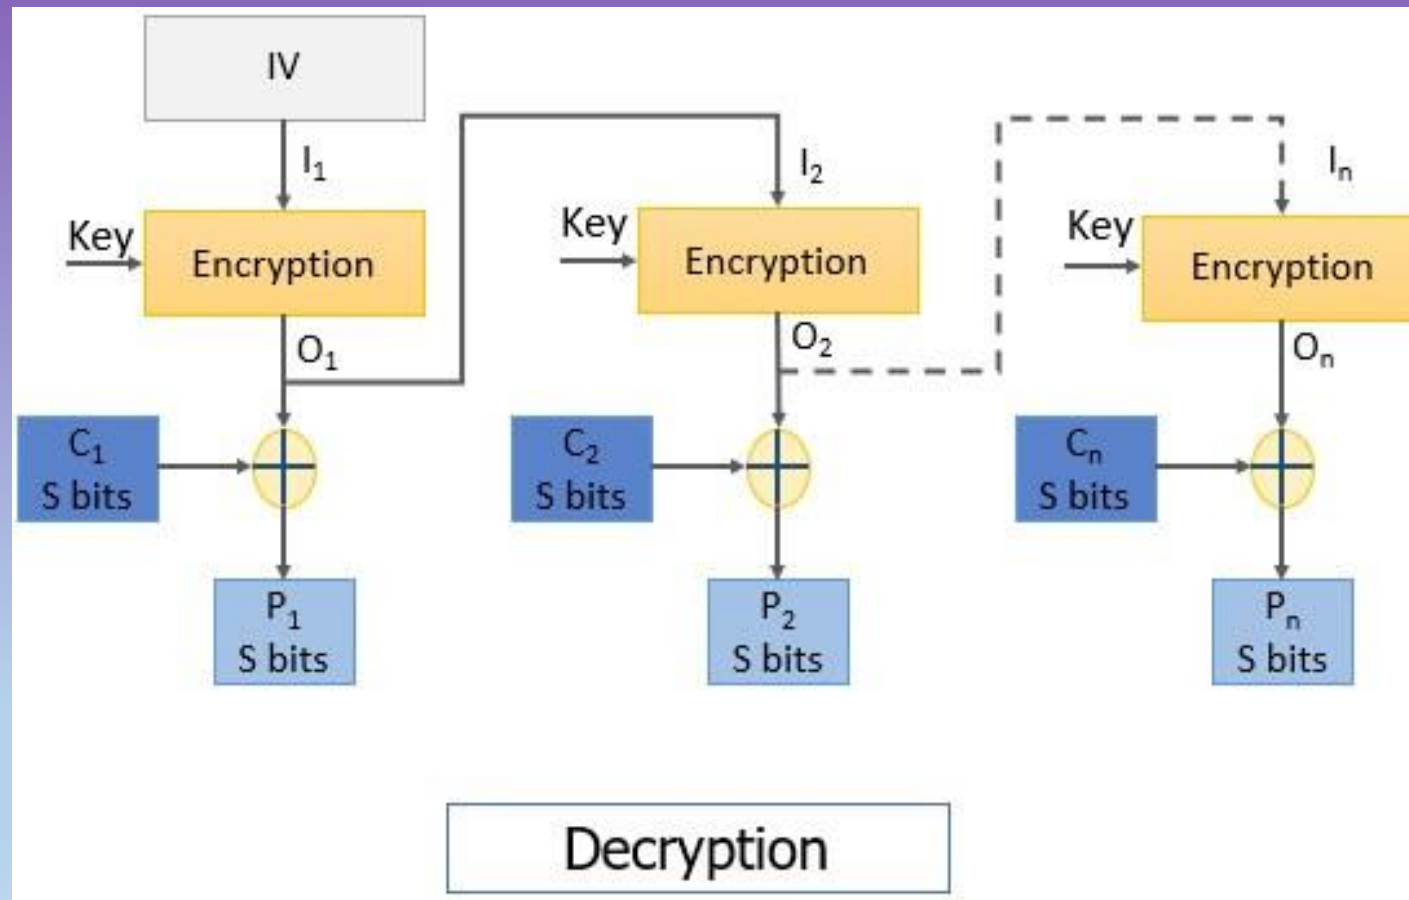 IV
I₁
I₂
Iₙ
Key
Key
Key
Encryption
Encryption
Encryption
O₁
O₂
Oₙ
C₁
S bits
C₂
S bits
Cₙ
S bits
P₁
S bits
P₂
S bits
Pₙ
S bits
Decryption